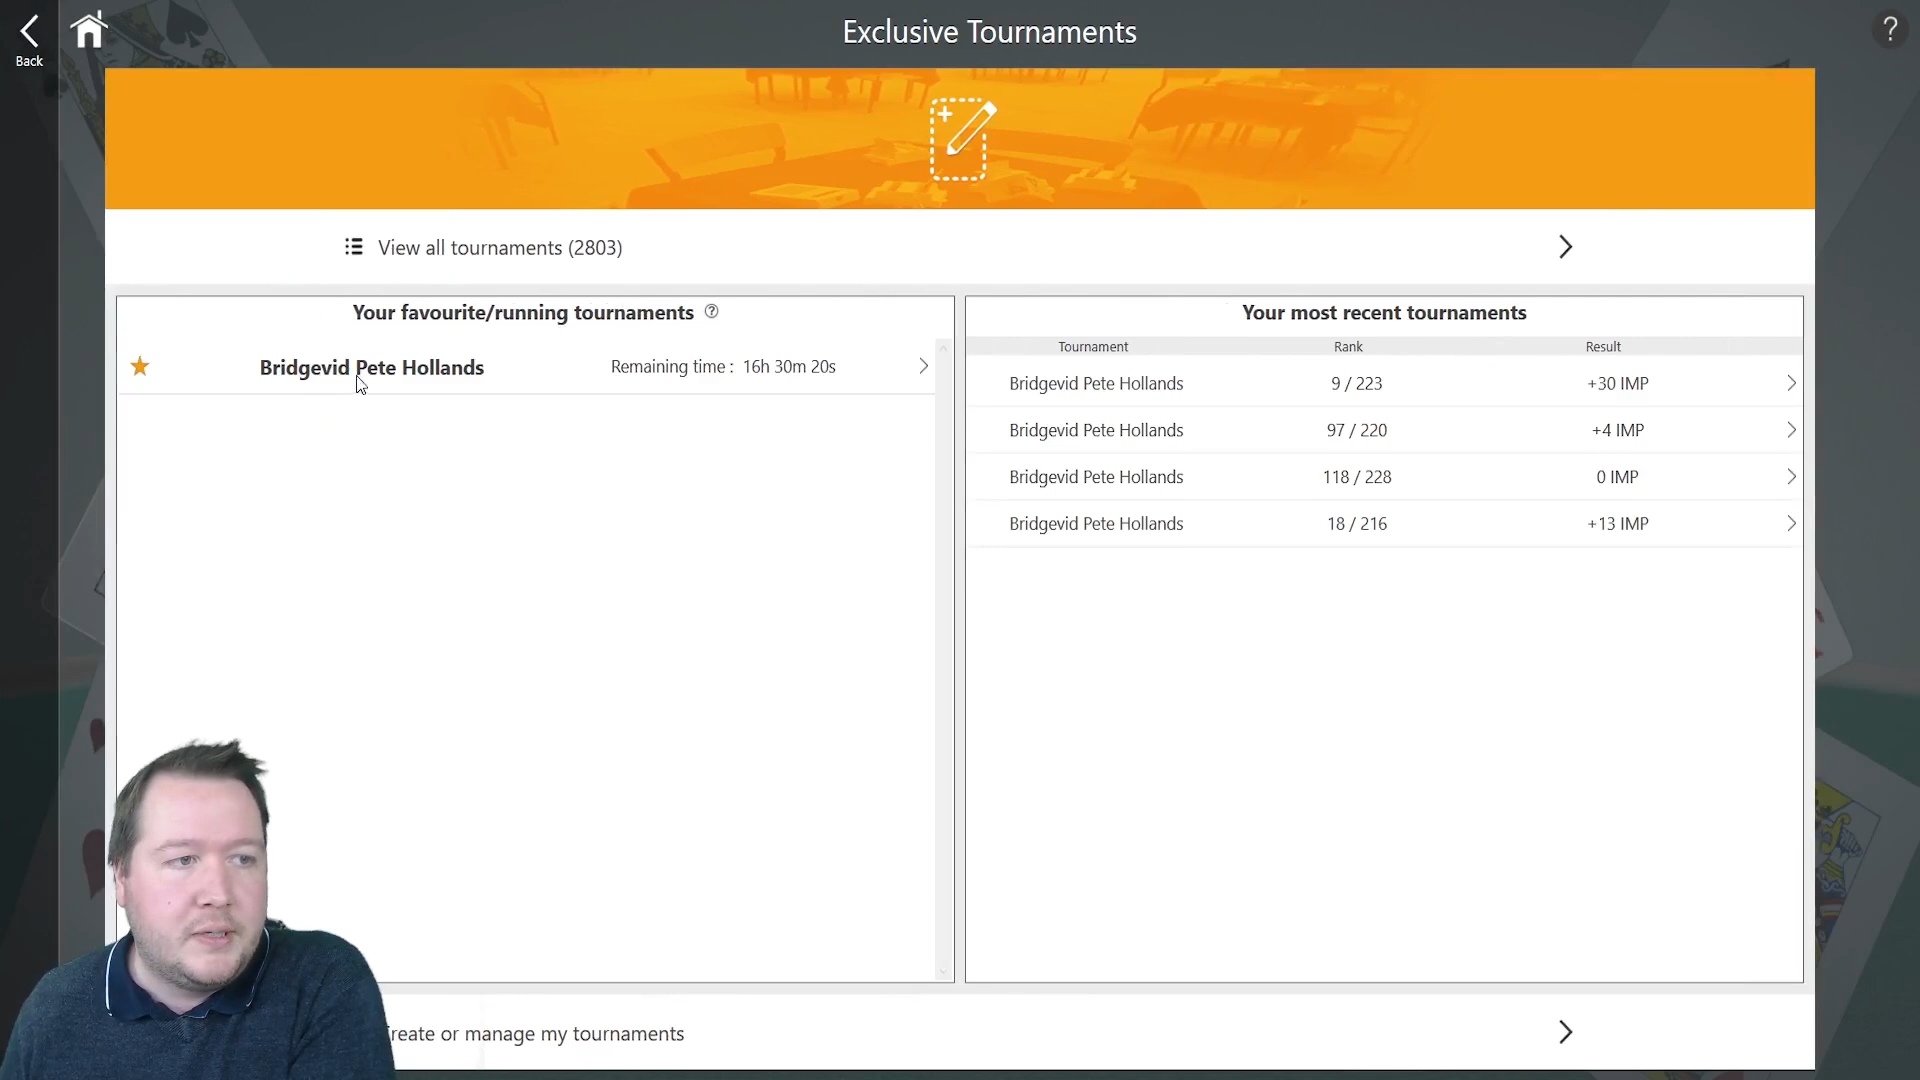 Exclusive Tournaments
?
Back
View all tournaments (2803)
Your favourite/running tournaments ?
Bridgevid Pete Hollands Remaining time : 16h 30m 20s
Your most recent tournaments
Tournament Rank Result
Bridgevid Pete Hollands 9 / 223 +30 IMP
Bridgevid Pete Hollands 97 / 220 +4 IMP
Bridgevid Pete Hollands 118 / 228 0 IMP
Bridgevid Pete Hollands 18 / 216 +13 IMP
reate or manage my tournaments